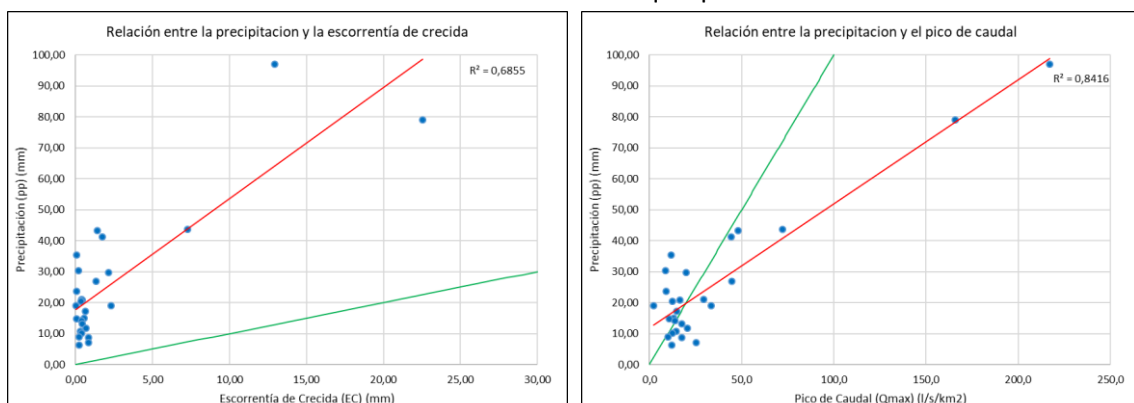 Relación entre la precipitacion y la escorrentía de crecida
R² = 0,6855
Precipitación (pp) (mm)
100,00
90,00
80,00
70,00
60,00
50,00
40,00
30,00
20,00
10,00
0,00
0,00 5,00 10,00 15,00 20,00 25,00 30,00
Escorrentía de Crecida (EC) (mm)
Relación entre la precipitacion y el pico de caudal
R² = 0,8416
Precipitación (pp) (mm)
100,00
90,00
80,00
70,00
60,00
50,00
40,00
30,00
20,00
10,00
0,00
0,0 50,0 100,0 150,0 200,0 250,0
Pico de Caudal (Qmax) (l/s/km2)